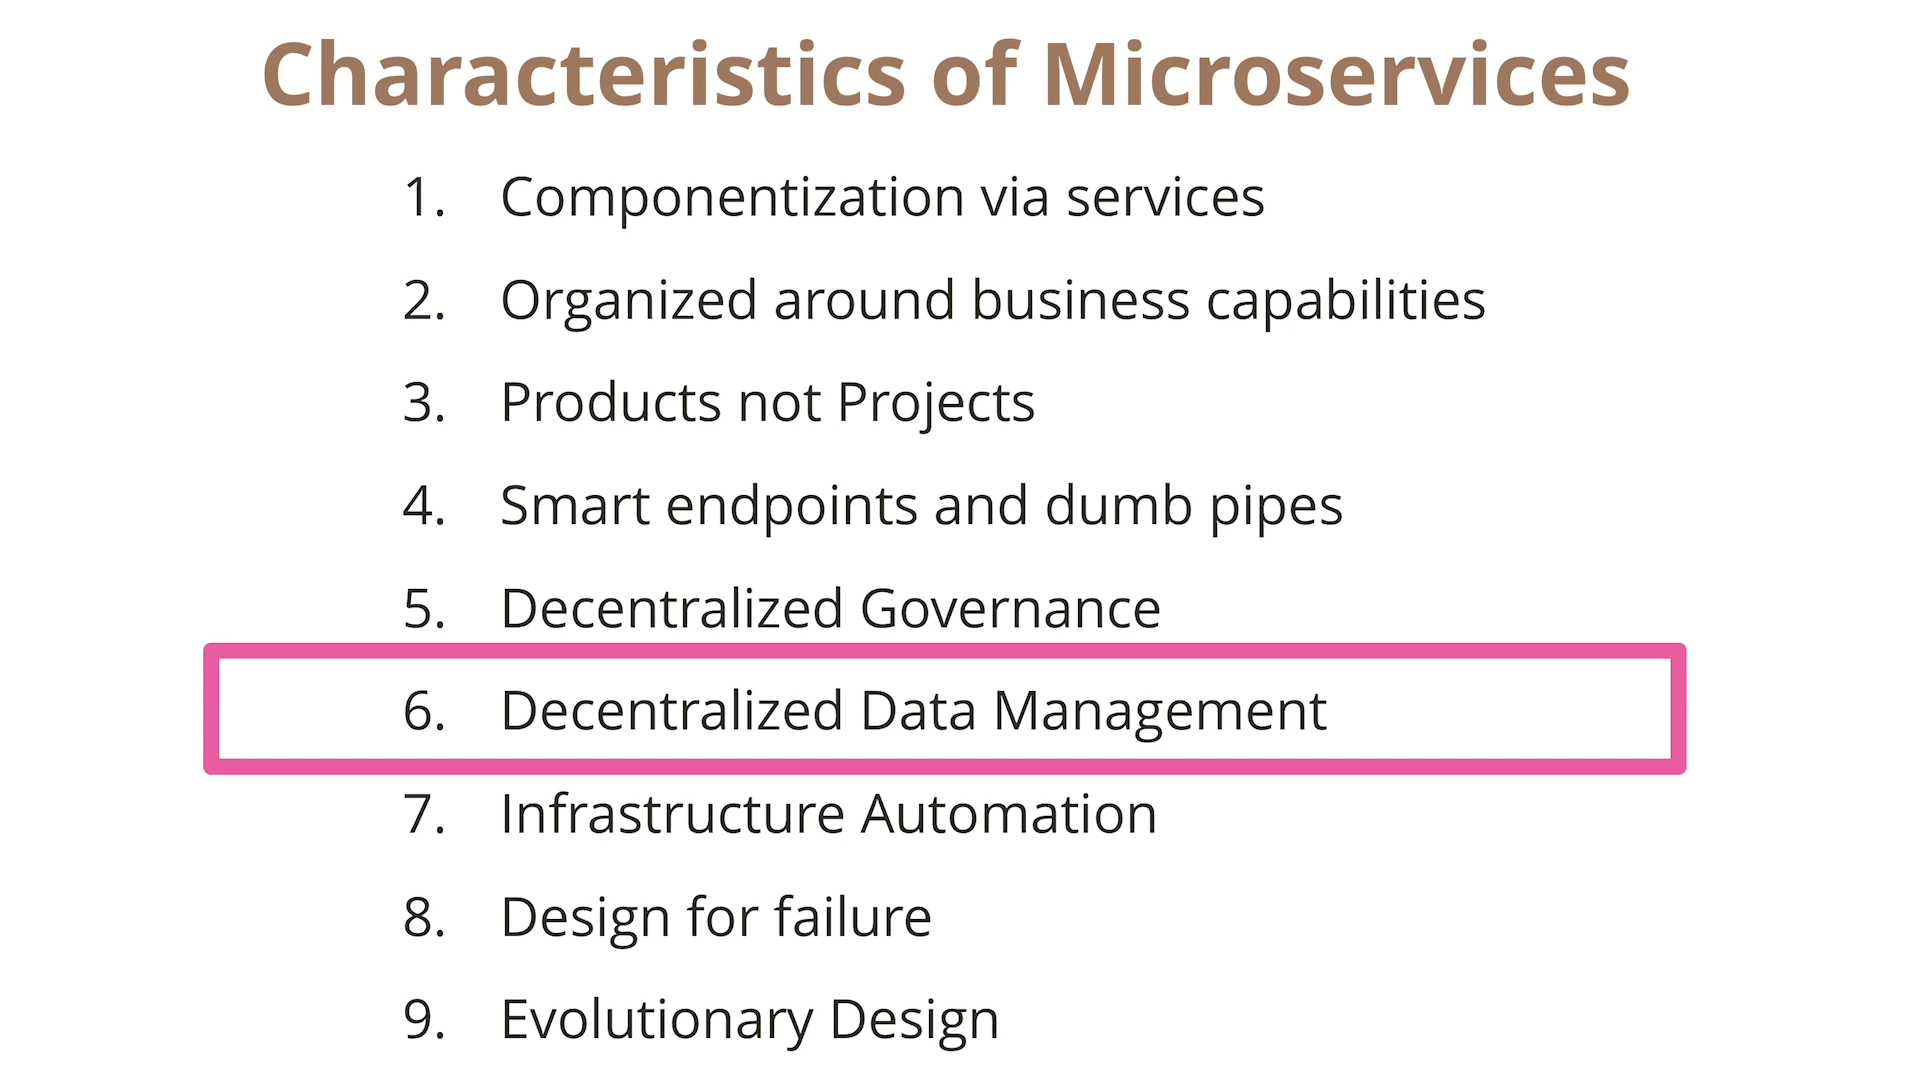 Characteristics of Microservices
1. Componentization via services
2. Organized around business capabilities
3. Products not Projects
4. Smart endpoints and dumb pipes
5. Decentralized Governance
6. Decentralized Data Management
7. Infrastructure Automation
8. Design for failure
9. Evolutionary Design